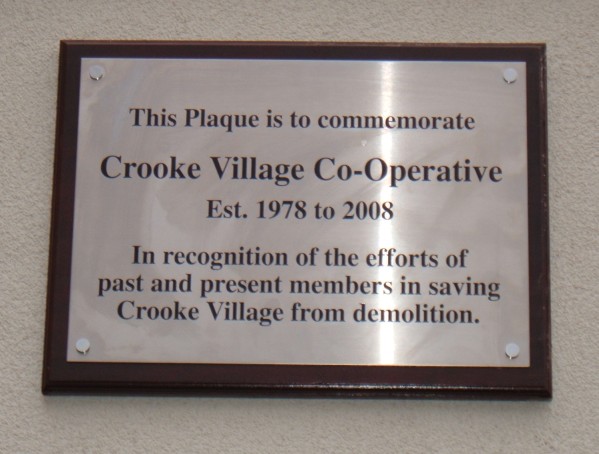 This Plaque is to commemorate
Crooke Village Co-Operative
Est. 1978 to 2008
In recognition of the efforts of
past and present members in saving
Crooke Village from demolition.